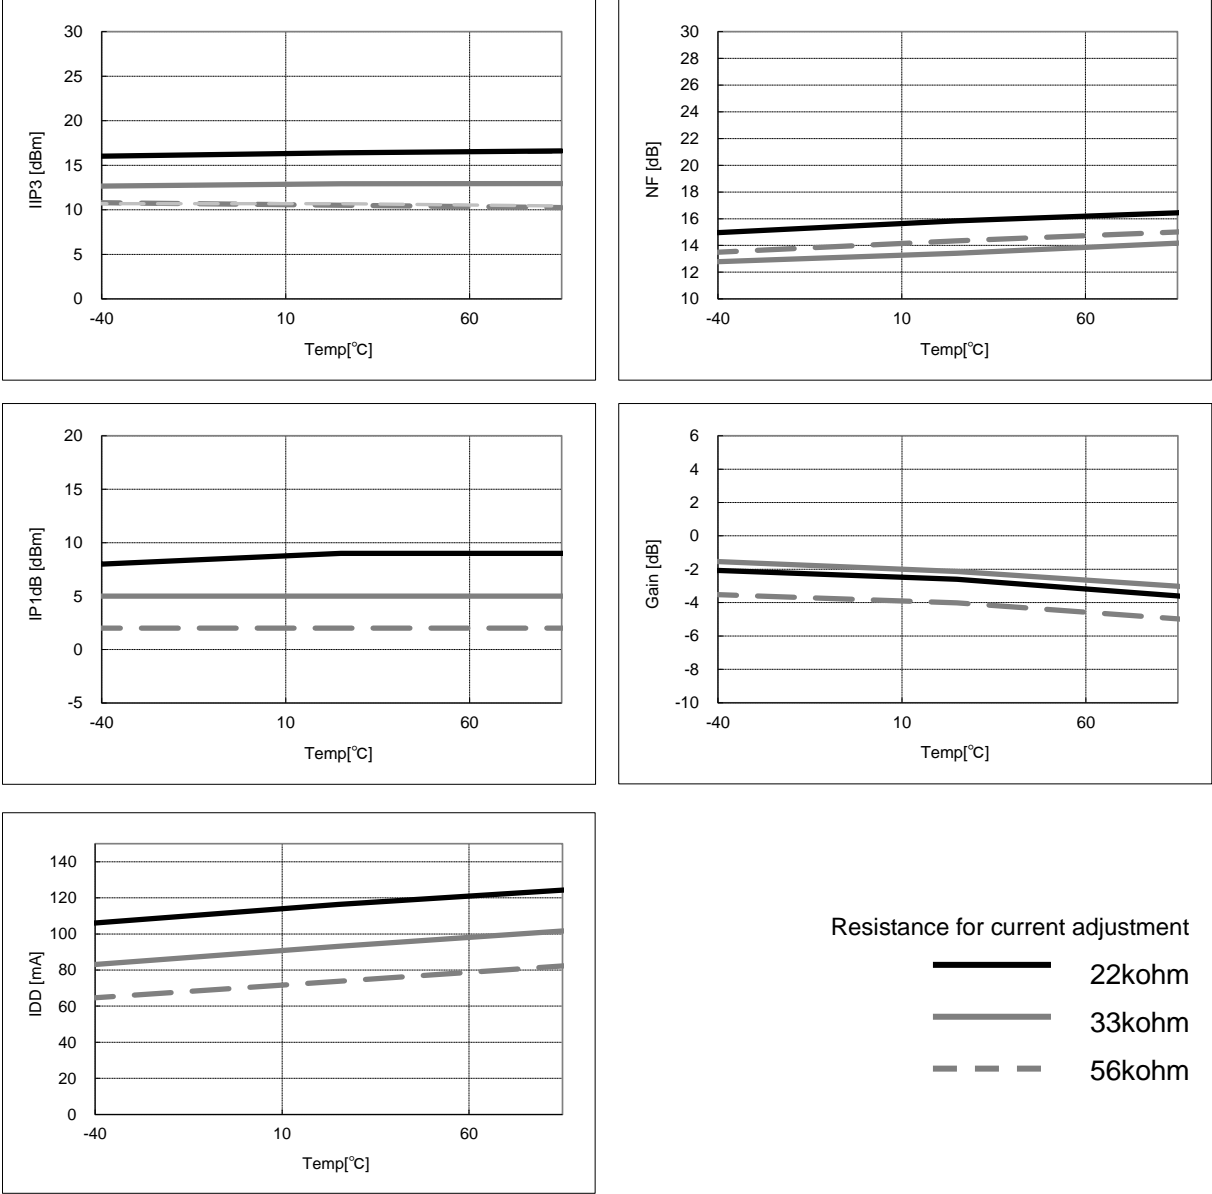 30
25
20
15
10
5
0
-40 10 60
IIP3 [dBm]
Temp[℃]
30
28
26
24
22
20
18
16
14
12
10
-40 10 60
NF [dB]
Temp[℃]
20
15
10
5
0
-5
-40 10 60
IP1dB [dBm]
Temp[℃]
6
4
2
0
-2
-4
-6
-8
-10
-40 10 60
Gain [dB]
Temp[℃]
140
120
100
80
60
40
20
0
-40 10 60
IDD [mA]
Temp[℃]
Resistance for current adjustment
22kohm
33kohm
56kohm